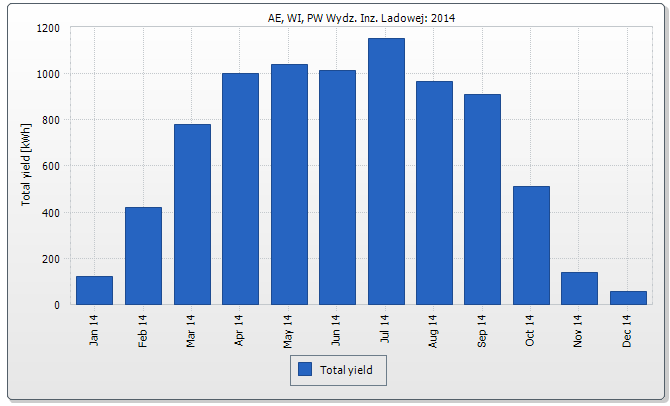 AE, WI, PW Wydz. Inz. Ladowej: 2014
Total yield [kWh]
1200
1000
800
600
400
200
0
Jan 14
Feb 14
Mar 14
Apr 14
May 14
Jun 14
Jul 14
Aug 14
Sep 14
Oct 14
Nov 14
Dec 14
Total yield